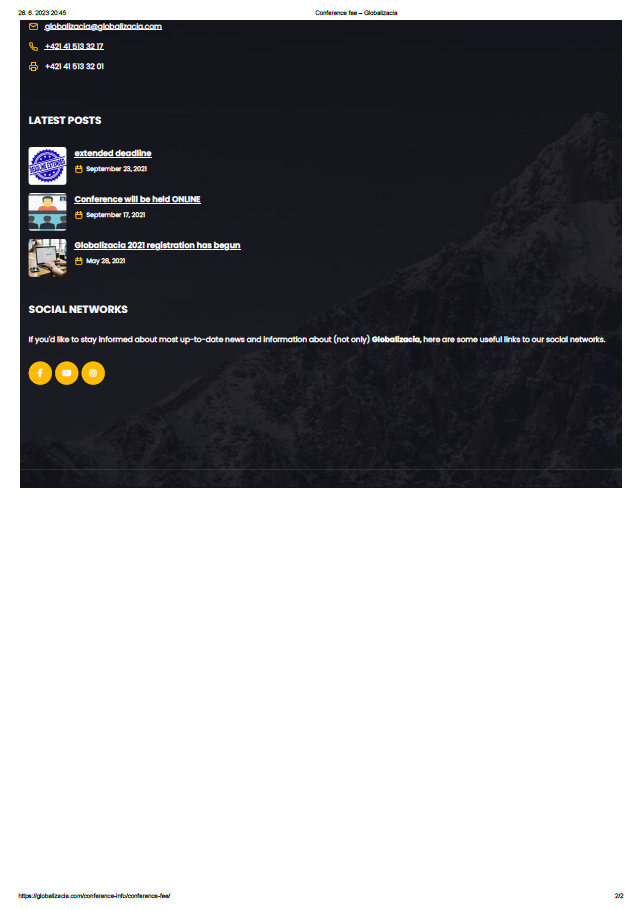 28. 6. 2023 20:45 Conference fee – Globalizacia
globalizacia@globalizacia.com
+421 41 513 32 17
+421 41 513 32 01
LATEST POSTS
DEADLINE EXTENDED
extended deadline
September 23, 2021
Conference will be held ONLINE
September 17, 2021
Globalizacia 2021 registration has begun
May 28, 2021
SOCIAL NETWORKS
If you'd like to stay informed about most up-to-date news and information about (not only) Globalizacia, here are some useful links to our social networks.
https://globalizacia.com/conference-info/conference-fee/ 2/2